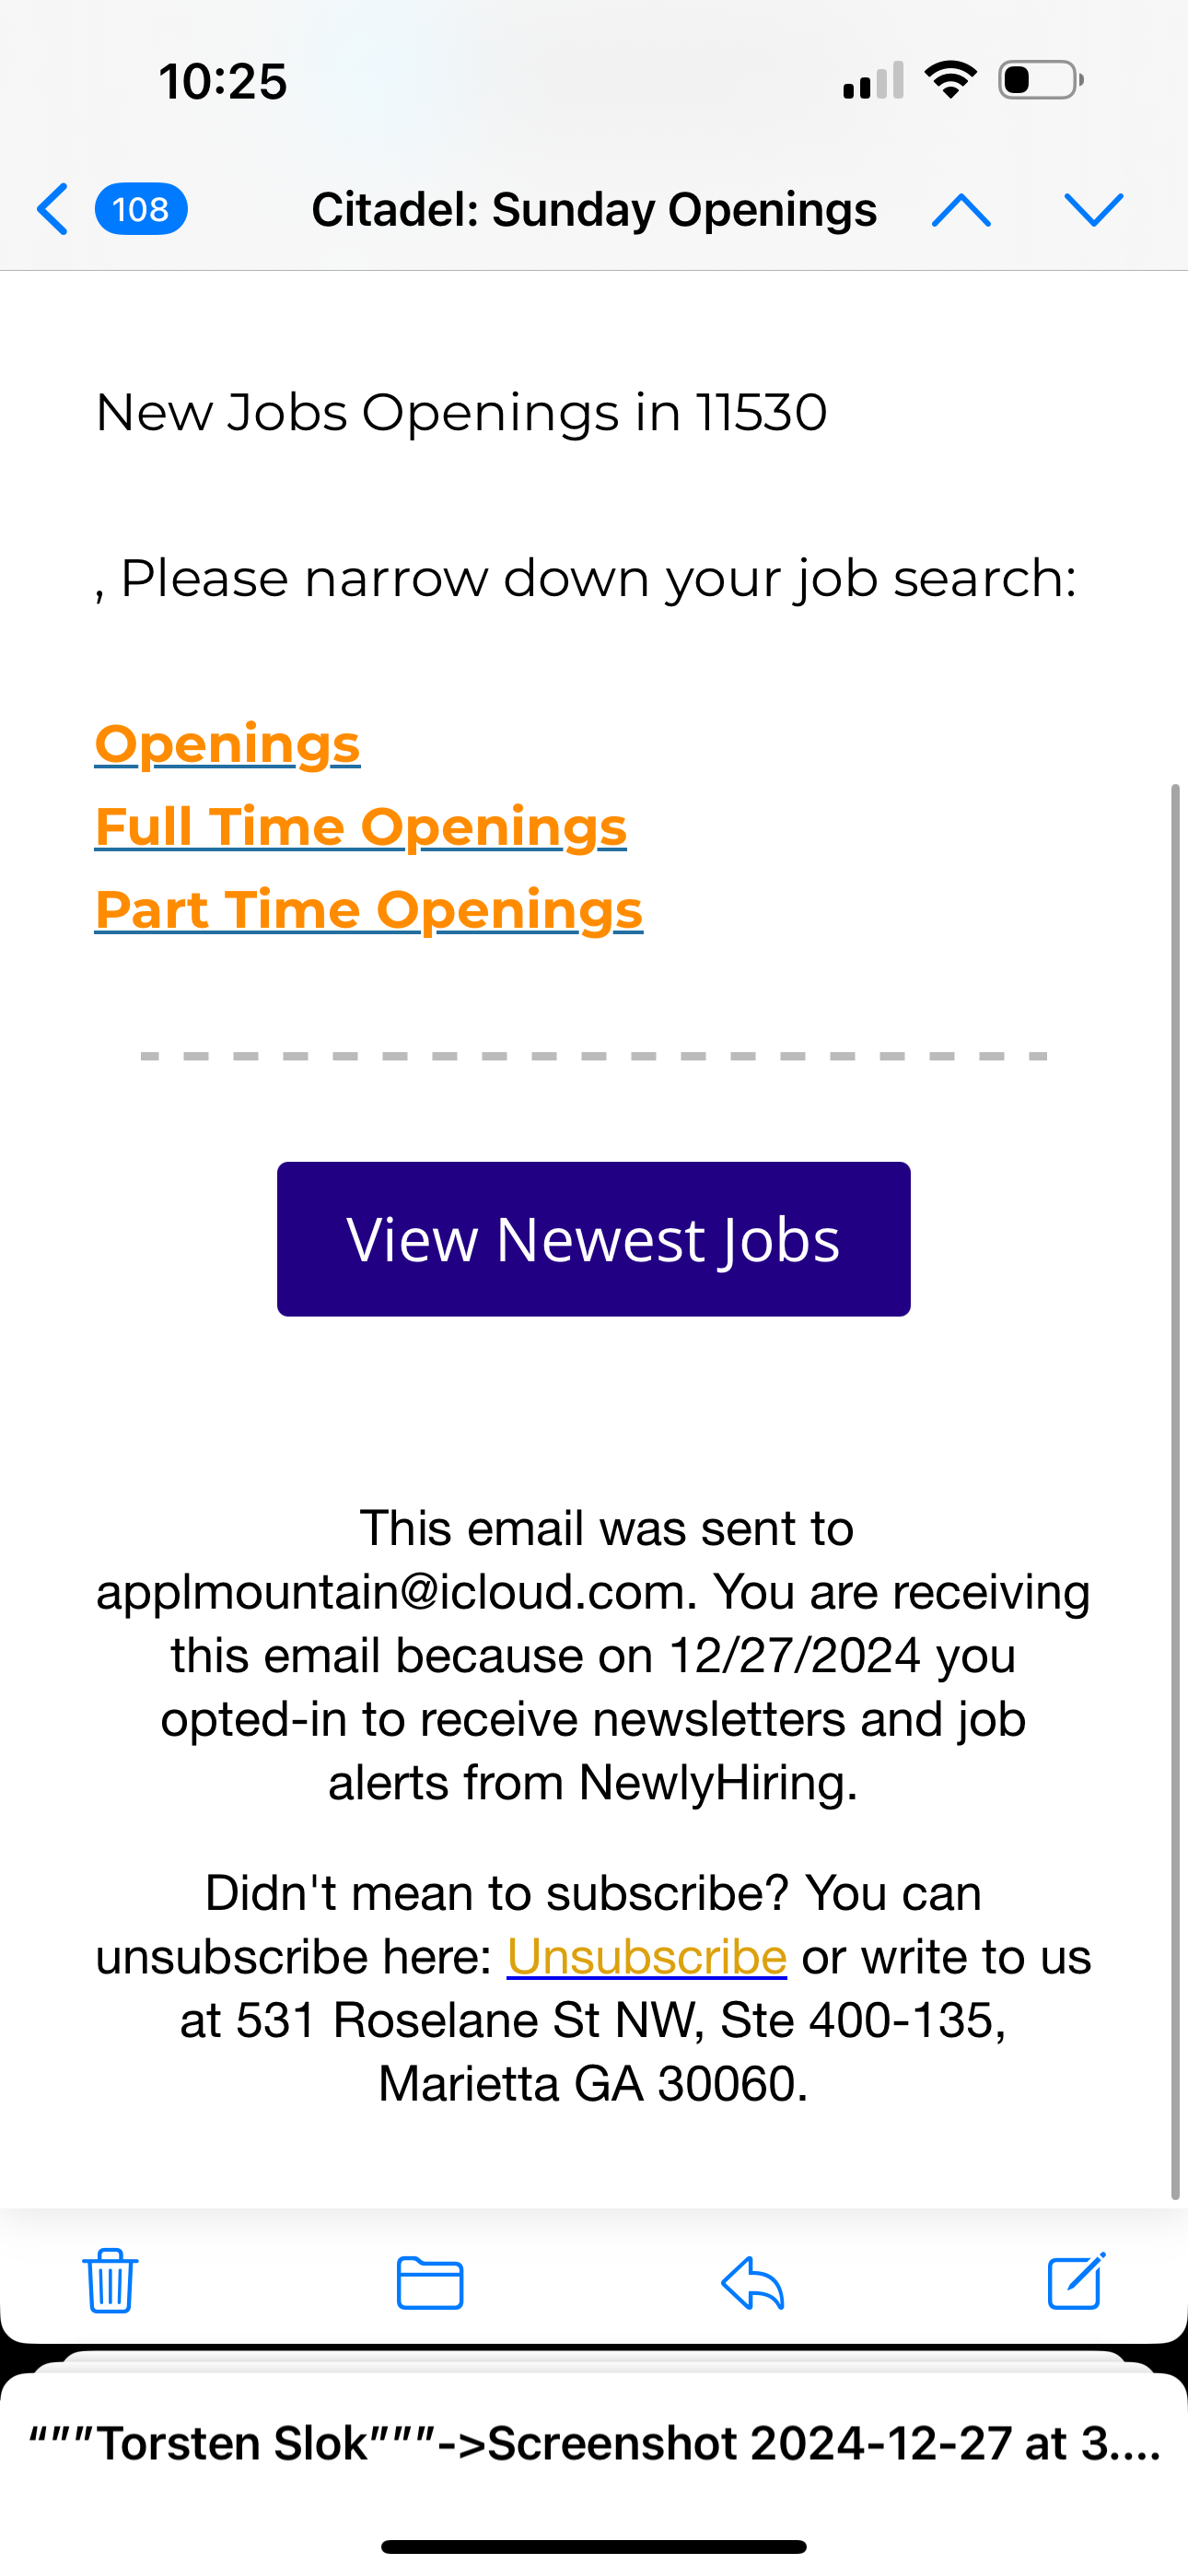 10:25
108
Citadel: Sunday Openings
New Jobs Openings in 11530
, Please narrow down your job search:
Openings
Full Time Openings
Part Time Openings
View Newest Jobs
This email was sent to
applmountain@icloud.com. You are receiving
this email because on 12/27/2024 you
opted-in to receive newsletters and job
alerts from NewlyHiring.
Didn't mean to subscribe? You can
unsubscribe here: Unsubscribe or write to us
at 531 Roselane St NW, Ste 400-135,
Marietta GA 30060.
“””Torsten Slok”””->Screenshot 2024-12-27 at 3....